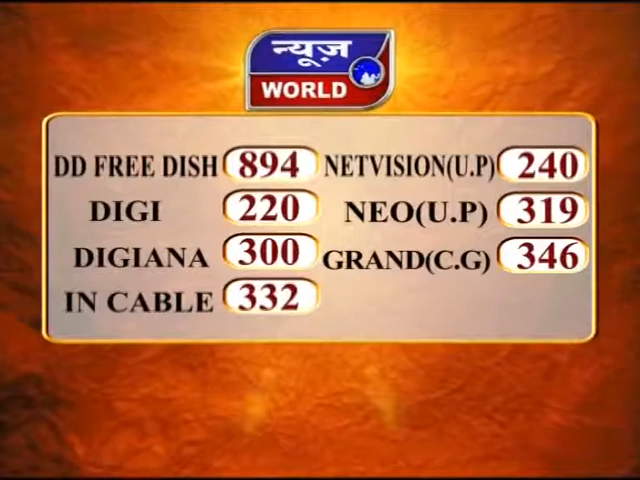 न्यूज़
WORLD
DD FREE DISH 894 NETVISION(U.P) 240
DIGI 220 NEO(U.P) 319
DIGIANA 300 GRAND(C.G) 346
IN CABLE 332